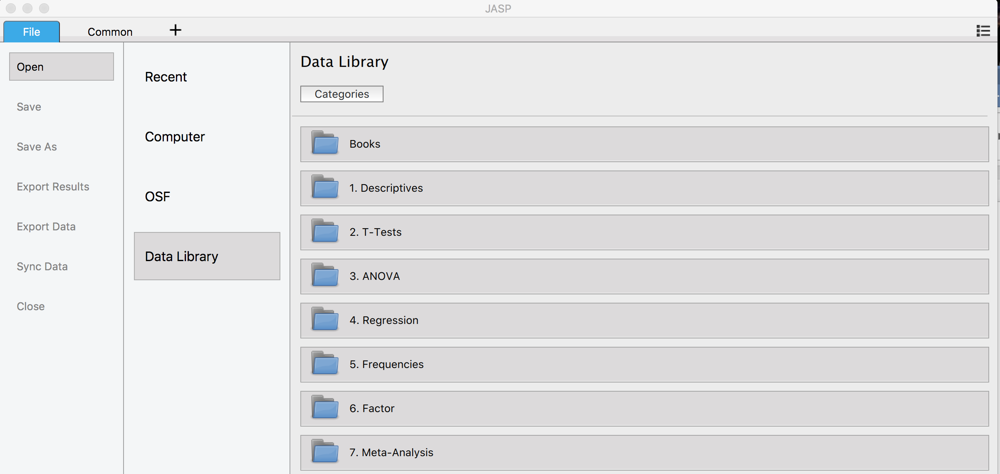 JASP
File
Common
+
Open
Save
Save As
Export Results
Export Data
Sync Data
Close
Recent
Computer
OSF
Data Library
Data Library
Categories
Books
1. Descriptives
2. T-Tests
3. ANOVA
4. Regression
5. Frequencies
6. Factor
7. Meta-Analysis